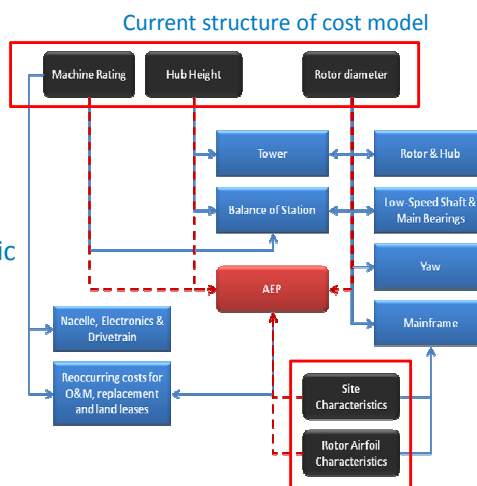 Current structure of cost model
Machine Rating
Hub Height
Rotor diameter
Tower
Rotor & Hub
Balance of Station
Low-Speed Shaft &
Main Bearings
ic
Yaw
AEP
Mainframe
Nacelle, Electronics &
Drivetrain
Reoccurring costs for
O&M, replacement
and land leases
Site
Characteristics
Rotor Airfoil
Characteristics